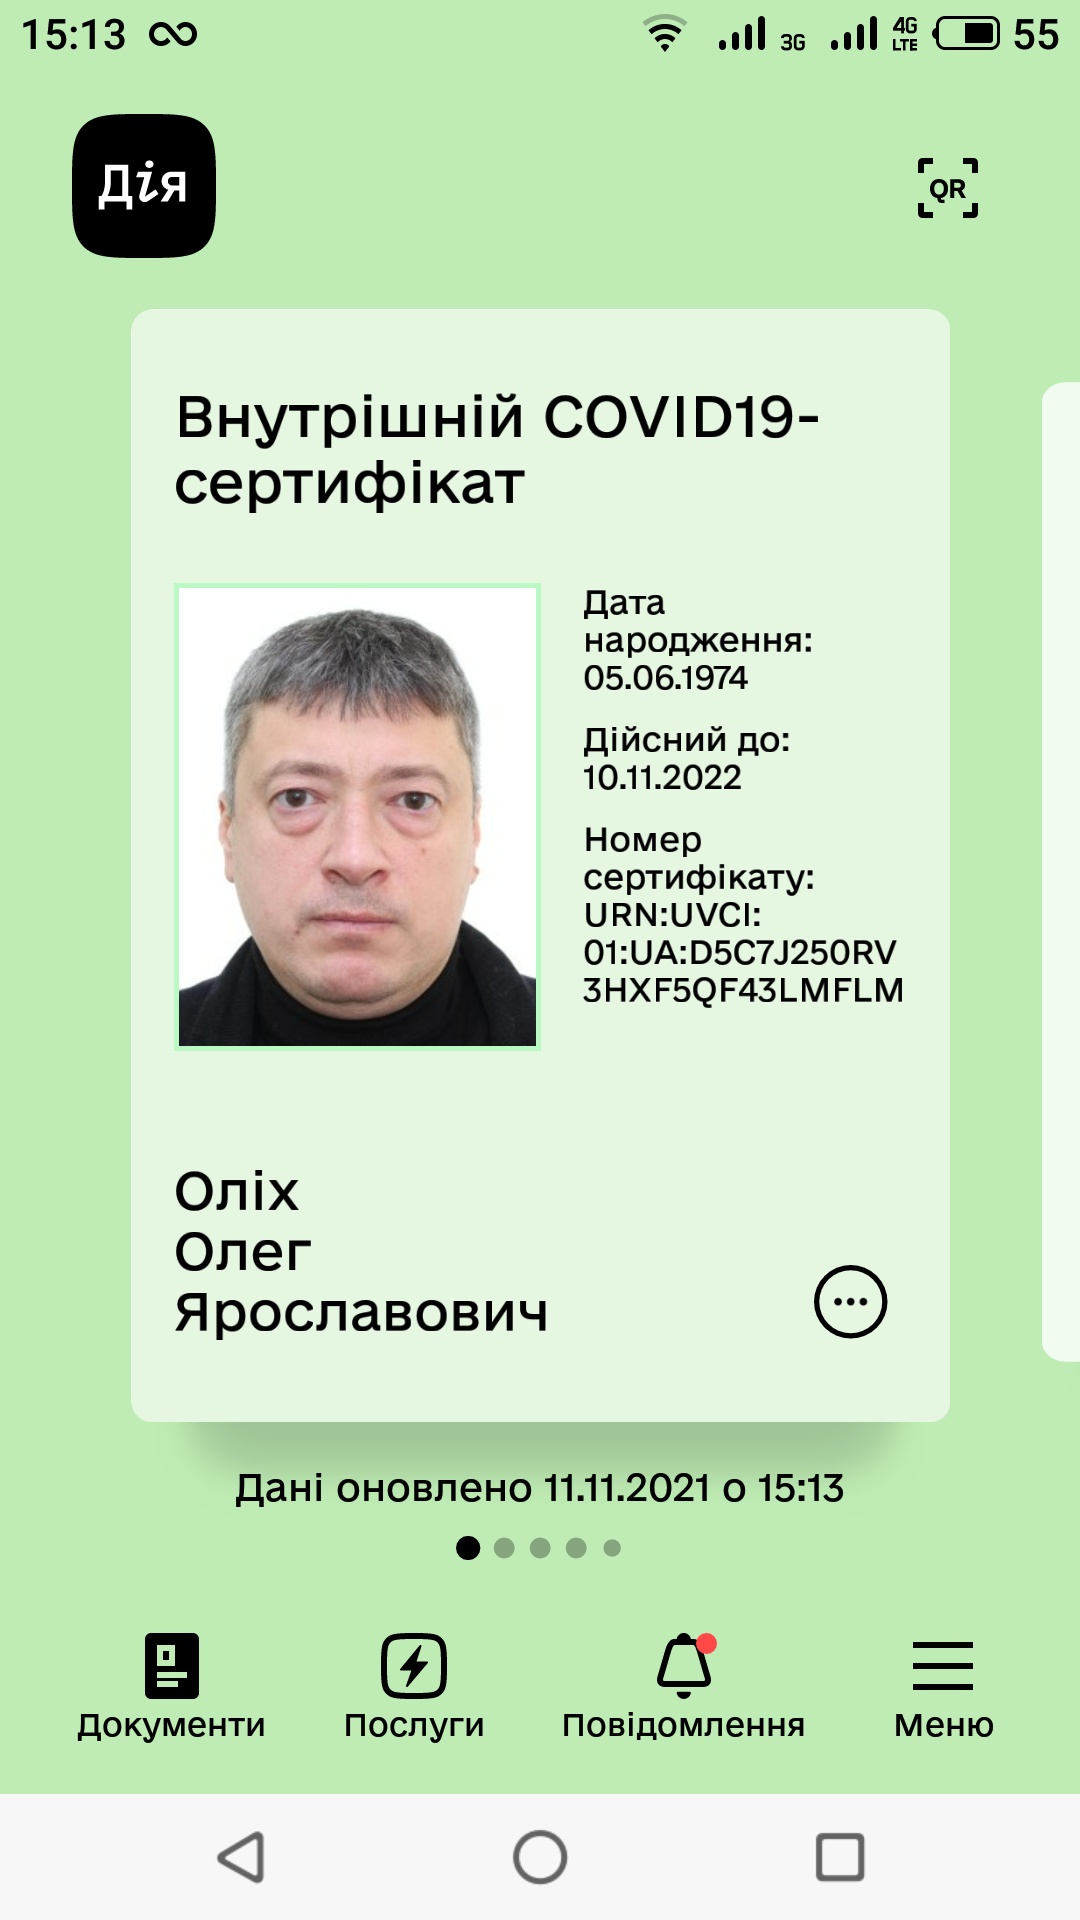 15:13
3G
4G
LTE
55
Дія
QR
Внутрішній COVID19-
сертифікат
Дата
народження:
05.06.1974
Дійсний до:
10.11.2022
Номер
сертифікату:
URN:UVCI:
01:UA:D5C7J250RV
3HXF5QF43LMFLM
Оліх
Олег
Ярославович
Дані оновлено 11.11.2021 о 15:13
Документи
Послуги
Повідомлення
Меню